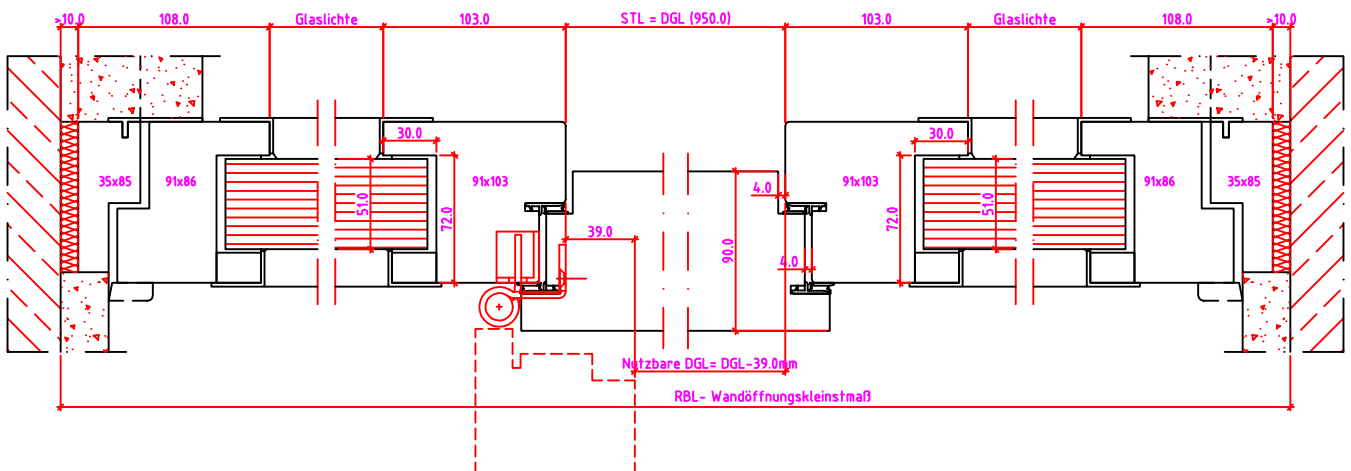 >10.0 108.0 Glaslichte 103.0 STL = DGL (950.0) 103.0 Glaslichte 108.0 >10.0
30.0 30.0
35x85 91x86 51.0 91x103 72.0 4.0 91x103 72.0 51.0 91x86 35x85
39.0 90.0 4.0
Nutzbare DGL= DGL-39.0mm
RBL- Wandöffnungskleinstmaß